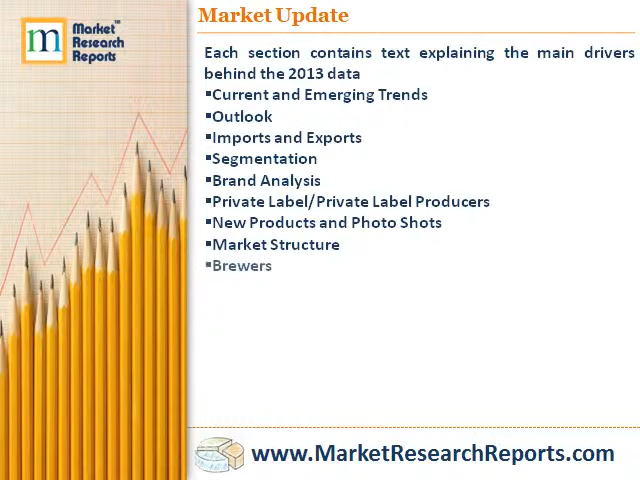 Market Update
m
Market™
Research
Reports
Each section contains text explaining the main drivers
behind the 2013 data
▪Current and Emerging Trends
▪Outlook
▪Imports and Exports
▪Segmentation
▪Brand Analysis
▪Private Label/Private Label Producers
▪New Products and Photo Shots
▪Market Structure
▪Brewers
www.MarketResearchReports.com